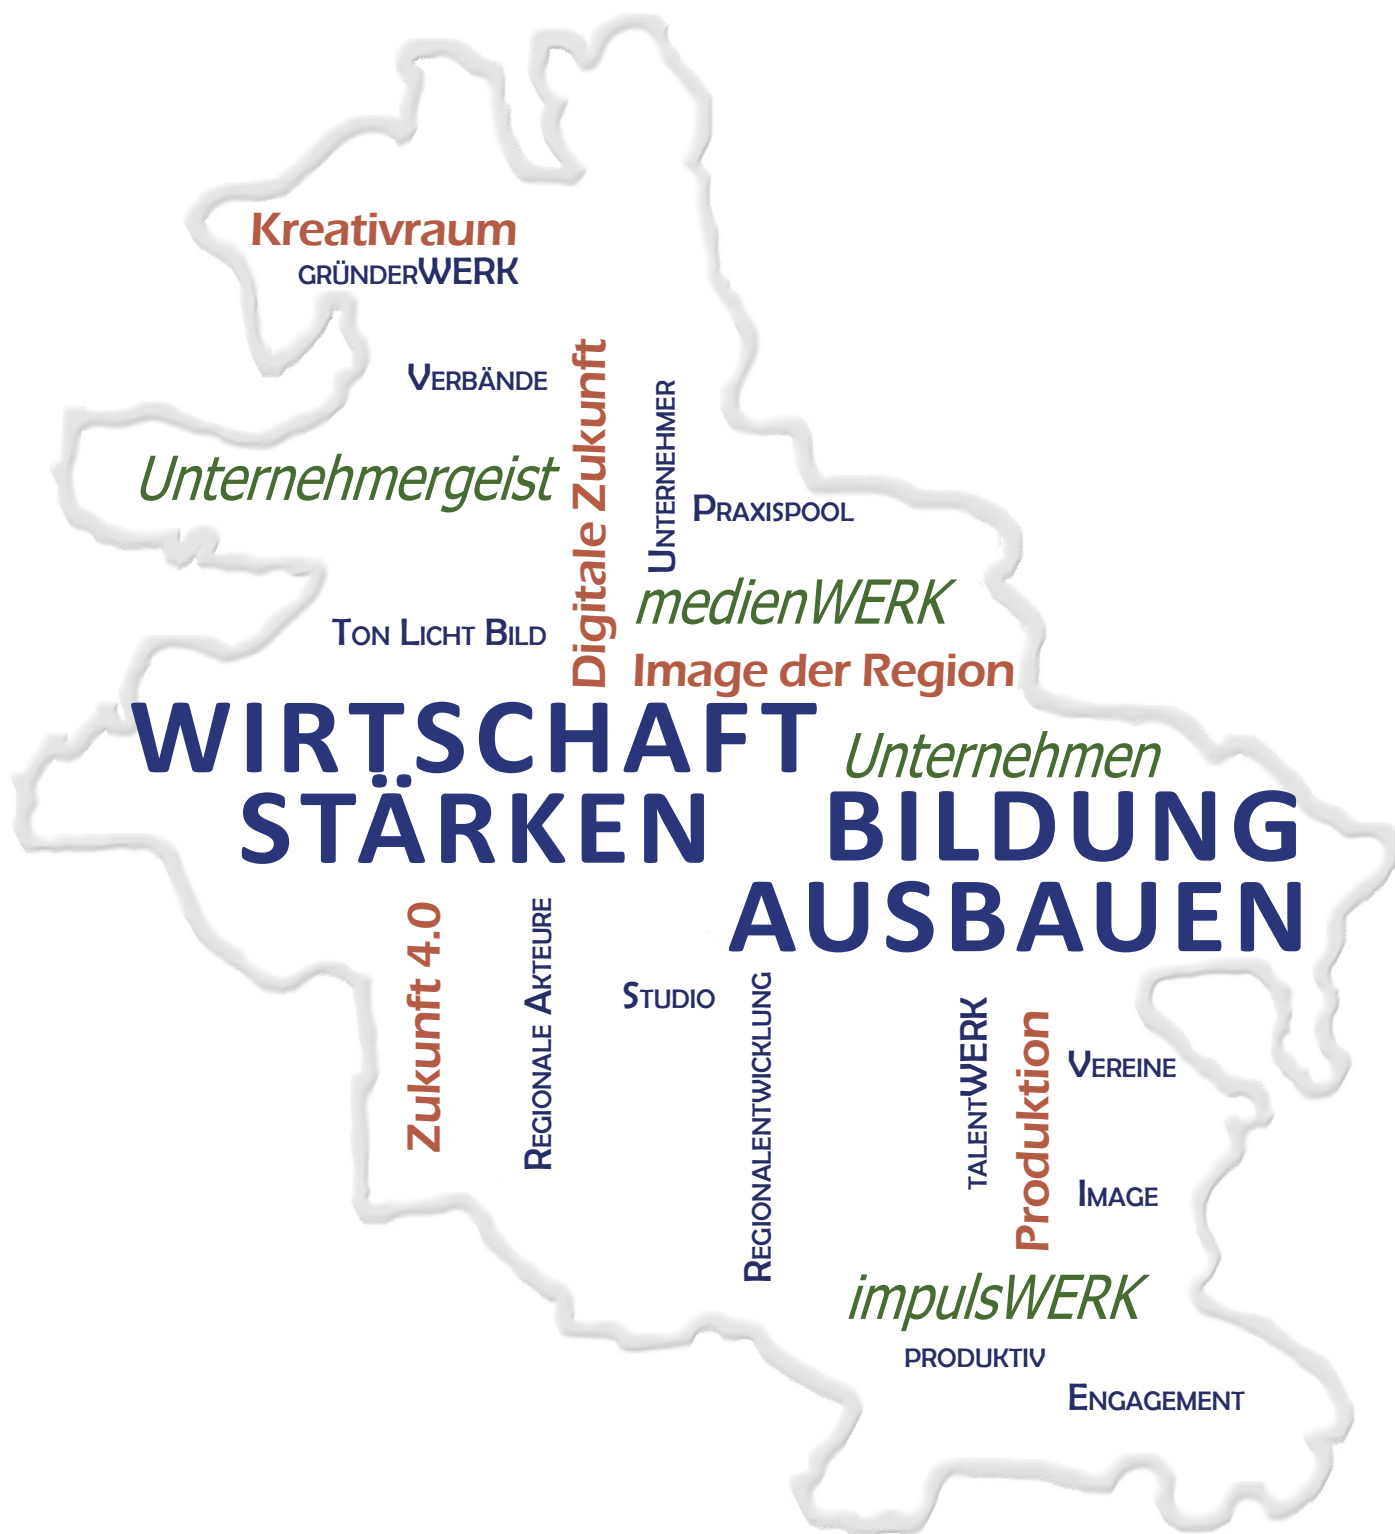 Kreativraum
GRÜNDERWERK
VERBÄNDE
Digitale Zukunft
UNTERNEHMER
Unternehmergeist
PRAXISPOOL
medienWERK
TON LICHT BILD
Image der Region
WIRTSCHAFT
STÄRKEN
Unternehmen
BILDUNG
AUSBAUEN
Zukunft 4.0
REGIONALE AKTEURE
STUDIO
REGIONALENTWICKLUNG
TALENTWERK
Produktion
VEREINE
IMAGE
impulsWERK
PRODUKTIV
ENGAGEMENT